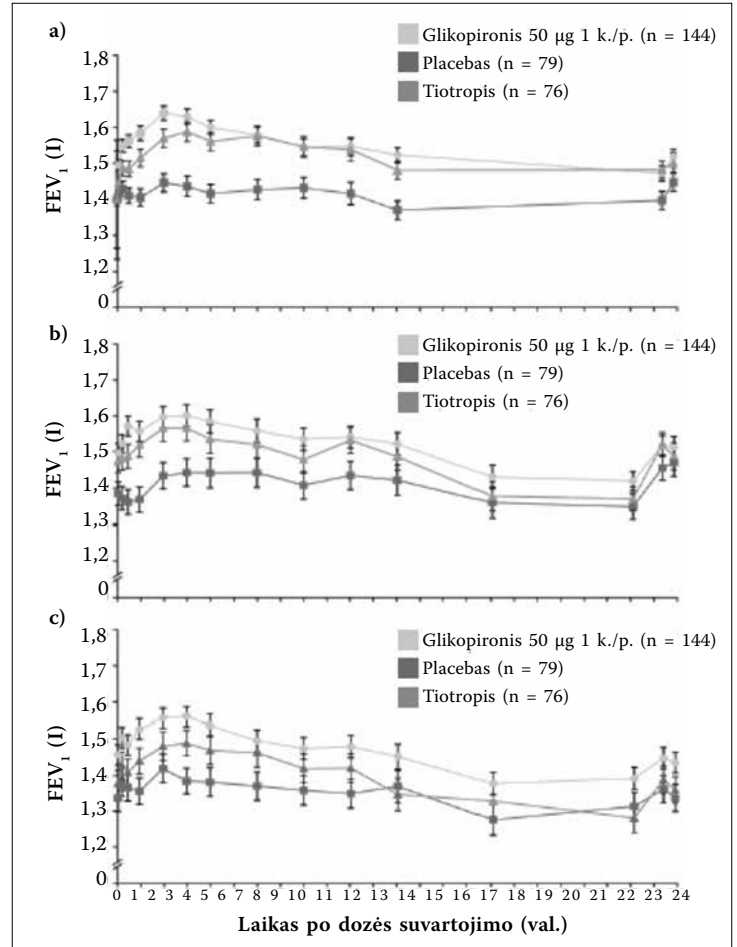 a)
Glikopironis 50 µg 1 k./p. (n = 144)
Placebas (n = 79)
Tiotropis (n = 76)
FEV₁ (I)
1,8
1,7
1,6
1,5
1,4
1,3
1,2
0
b)
Glikopironis 50 µg 1 k./p. (n = 144)
Placebas (n = 79)
Tiotropis (n = 76)
FEV₁ (I)
1,8
1,7
1,6
1,5
1,4
1,3
1,2
0
c)
Glikopironis 50 µg 1 k./p. (n = 144)
Placebas (n = 79)
Tiotropis (n = 76)
FEV₁ (I)
1,8
1,7
1,6
1,5
1,4
1,3
1,2
0
0 1 2 3 4 5 6 7 8 9 10 11 12 13 14 15 16 17 18 19 20 21 22 23 24
Laikas po dozės suvartojimo (val.)